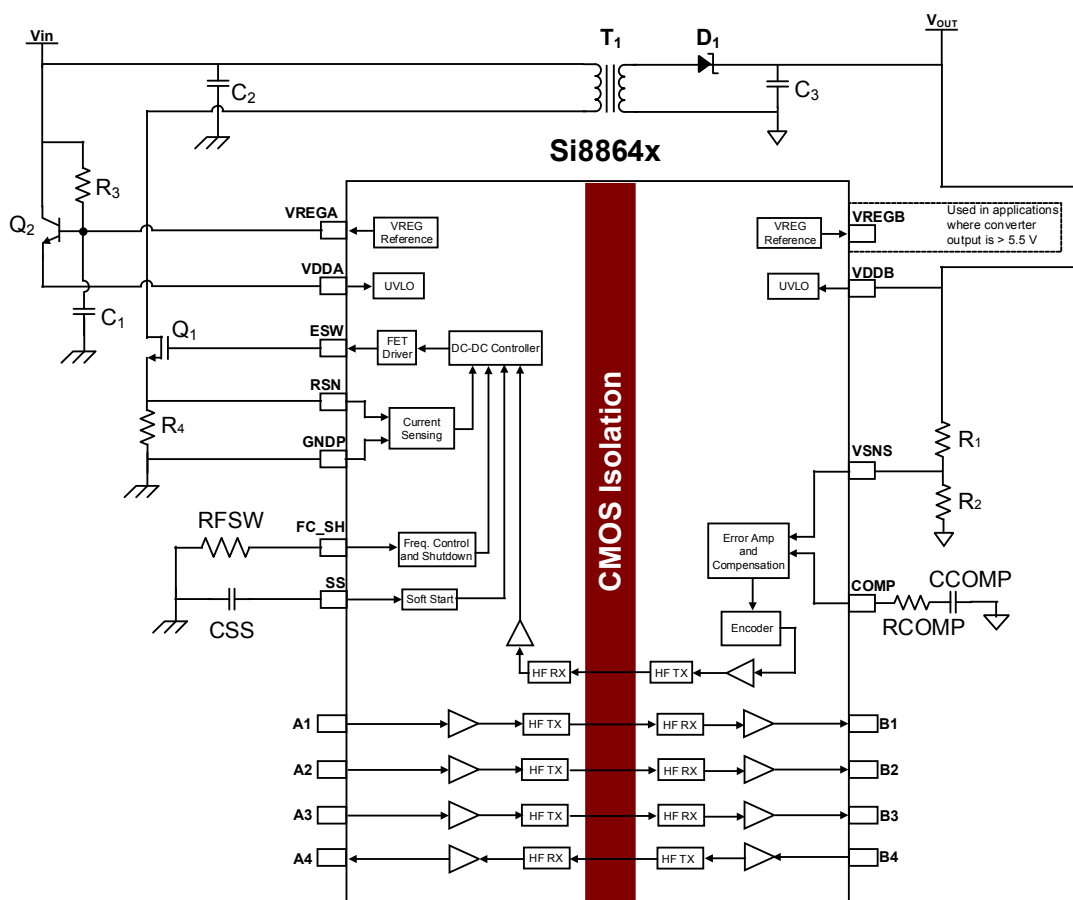 Vin
T1
D1
VOUT
C2
C3
Si8864x
R3
Q2
VREGA
VREG
Reference
VREG
Reference
VREGB
Used in applications
where converter
output is > 5.5 V
VDDA
UVLO
UVLO
VDDB
C1
Q1
ESW
FET
Driver
DC-DC Controller
RSN
R4
Current
Sensing
GNDP
CMOS Isolation
R1
VSNS
R2
RFSW
FC_SH
Freq. Control
and Shutdown
Error Amp
and
Compensation
SS
Soft Start
CSS
COMP
CCOMP
RCOMP
Encoder
HF RX
HF TX
A1
HF TX
HF RX
B1
A2
HF TX
HF RX
B2
A3
HF TX
HF RX
B3
A4
HF RX
HF TX
B4